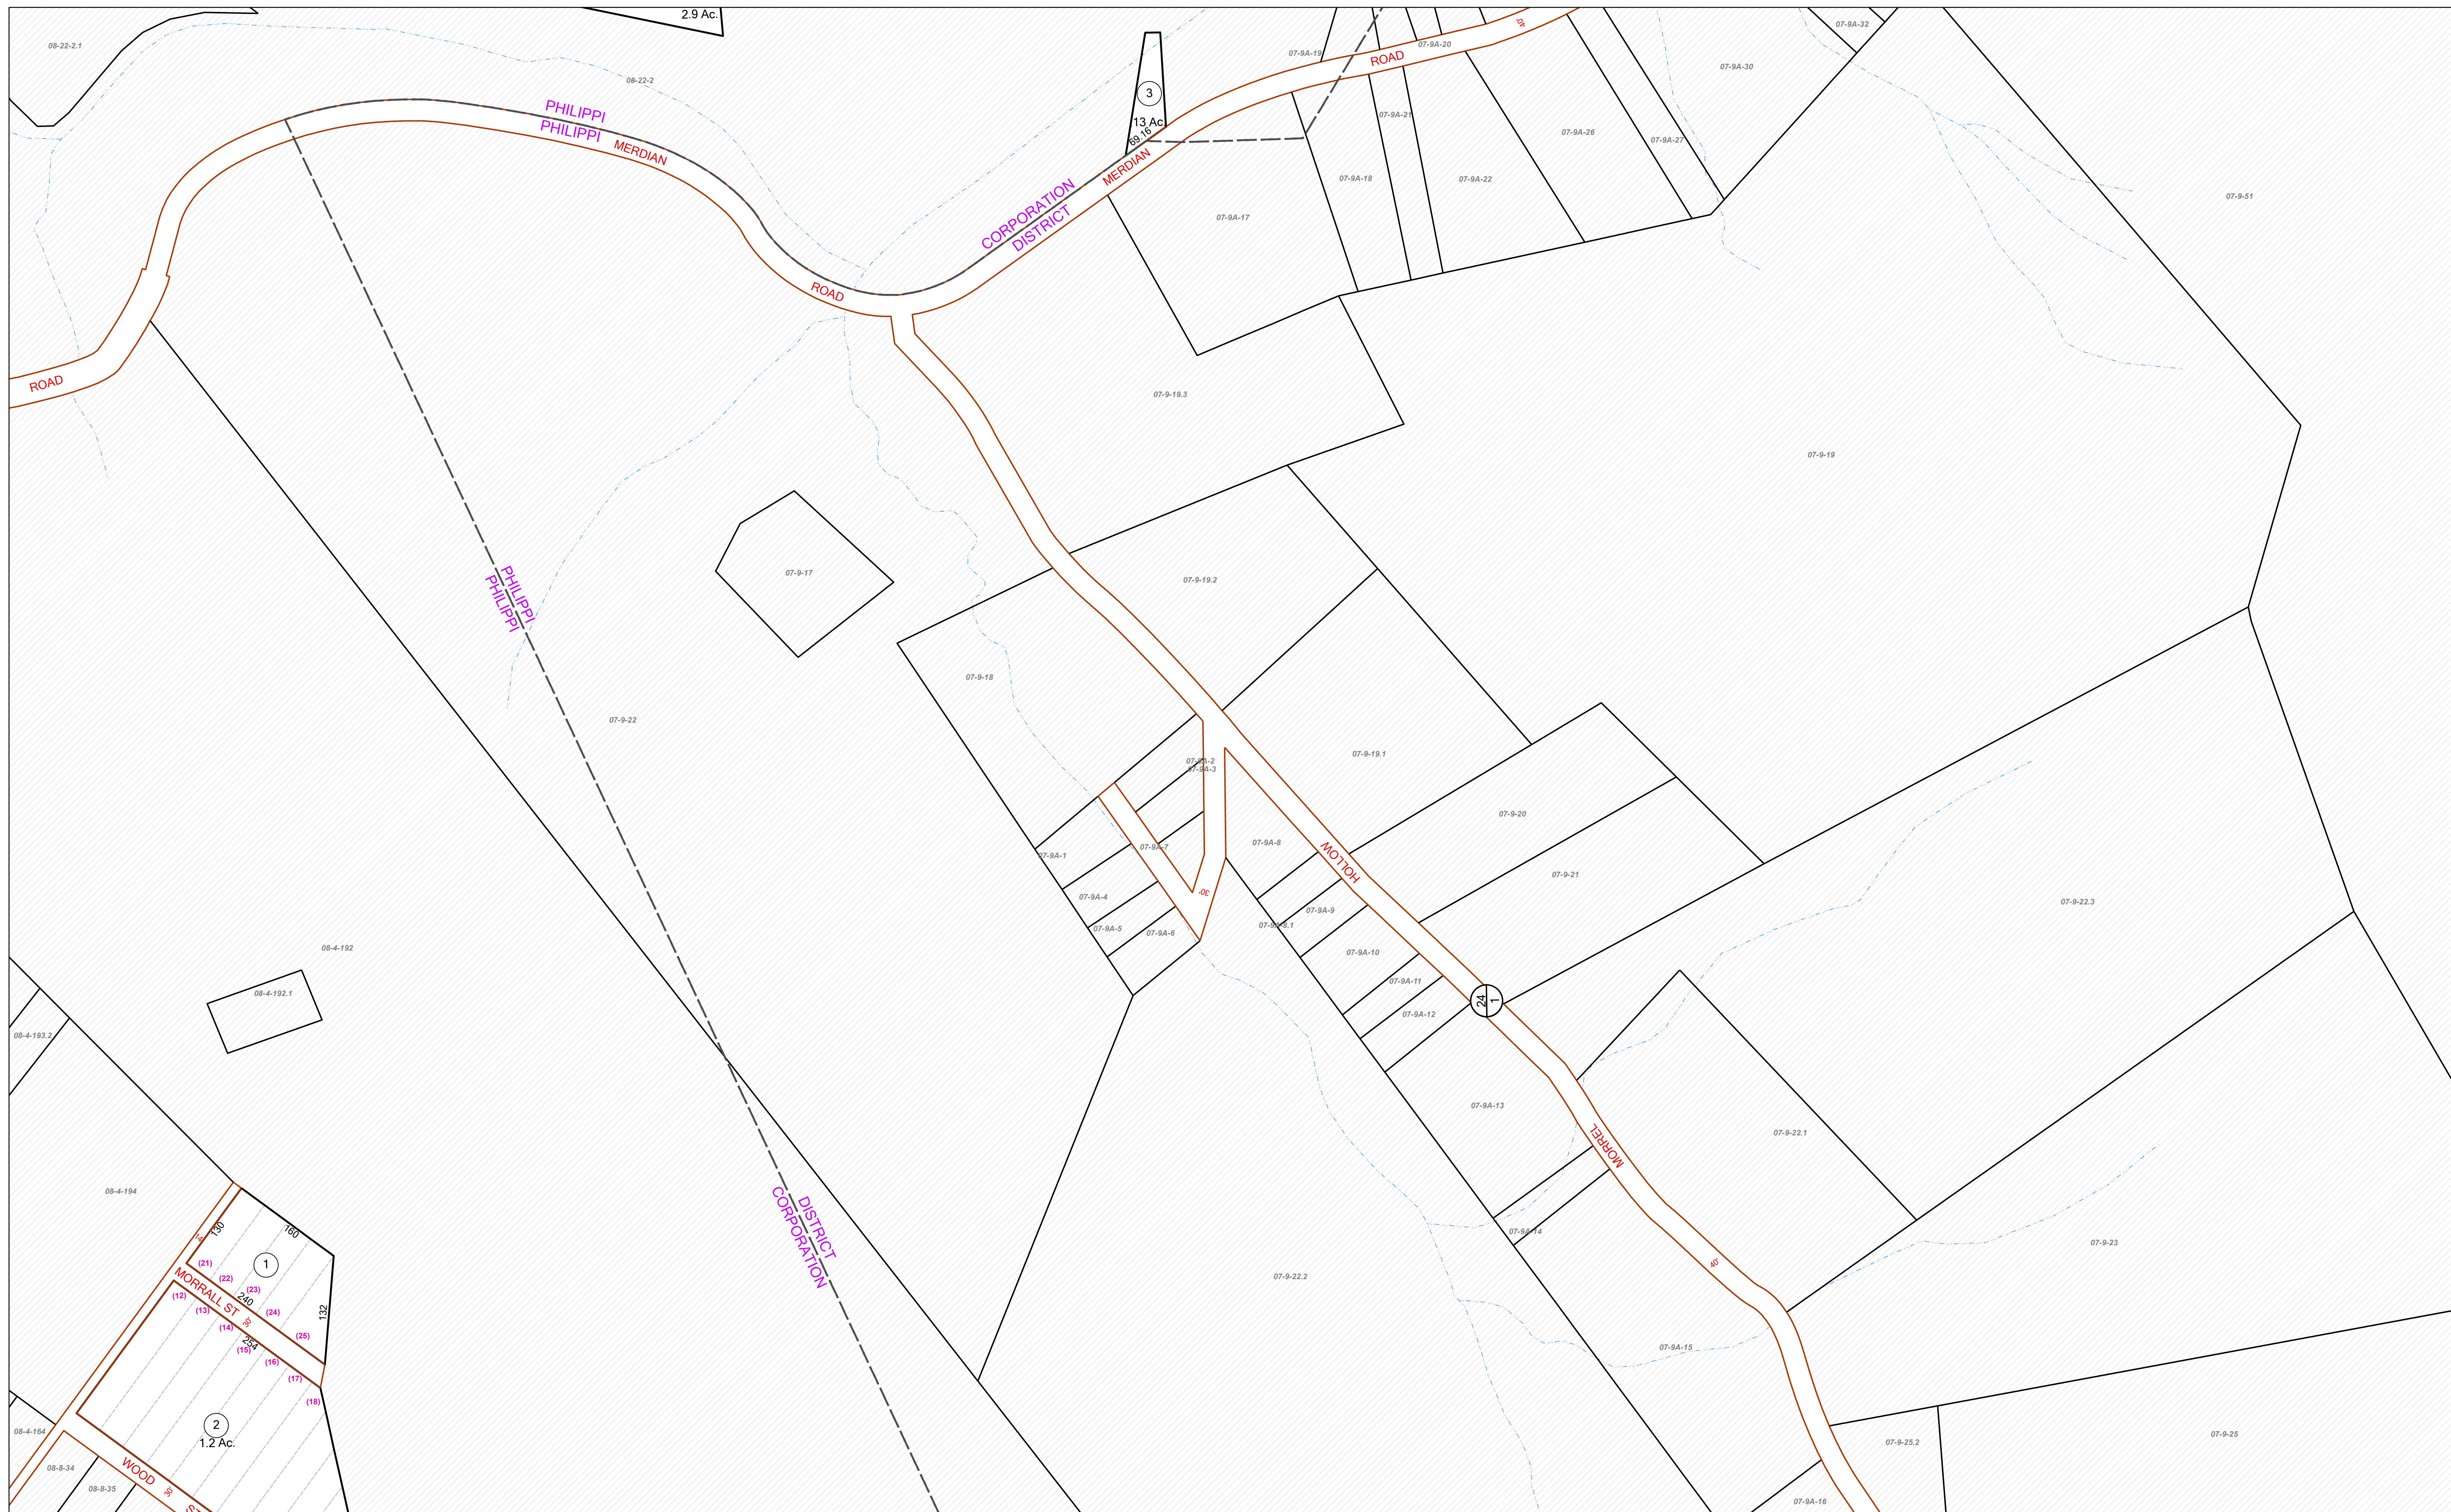 2.9 Ac.
08-22-2.1
07-9A-32
40'
07-9A-20
07-9A-19
ROAD
07-9A-30
08-22-2
3
PHILIPPI
PHILIPPI
13 Ac.
07-9A-21
69.16
07-9A-26
07-9A-27
MERDIAN
MERDIAN
07-9A-18
07-9A-22
07-9-51
CORPORATION
DISTRICT
07-9A-17
ROAD
ROAD
07-9-19.3
07-9-19
07-9-17
07-9-19.2
PHILIPPI
PHILIPPI
07-9-18
07-9-22
07-9-19.1
07-9A-2
07-9A-3
07-9-20
07-9A-8
07-9A-7
07-9A-1
HOLLOW
07-9-21
30'
07-9A-4
07-9-22.3
07-9A-9
07-9A-8.1
07-9A-5
07-9A-6
08-4-192
07-9A-10
07-9A-11
08-4-192.1
24
1
07-9A-12
08-4-193.2
07-9A-13
07-9-22.1
MORREL
08-4-194
07-9A-14
DISTRICT
CORPORATION
130
160
14'
07-9-23
40'
1
(21)
(22)
(23)
(24)
(25)
MORRALL ST
240
30'
132
07-9-22.2
(12)
(13)
(14)
(15)
(16)
(17)
(18)
254
07-9A-15
2
1.2 Ac.
08-4-164
07-9-25.2
07-9-25
08-8-34
08-8-35
WOOD
30'
ST
07-9A-16